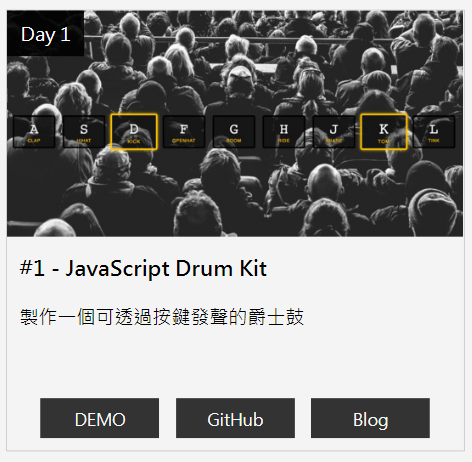 Day 1
A S D F G H J K L
CLAP HIHAT KICK OPENHAT BOOM RIDE SNARE TOM TINK
#1 - JavaScript Drum Kit
製作一個可透過按鍵發聲的爵士鼓
DEMO GitHub Blog